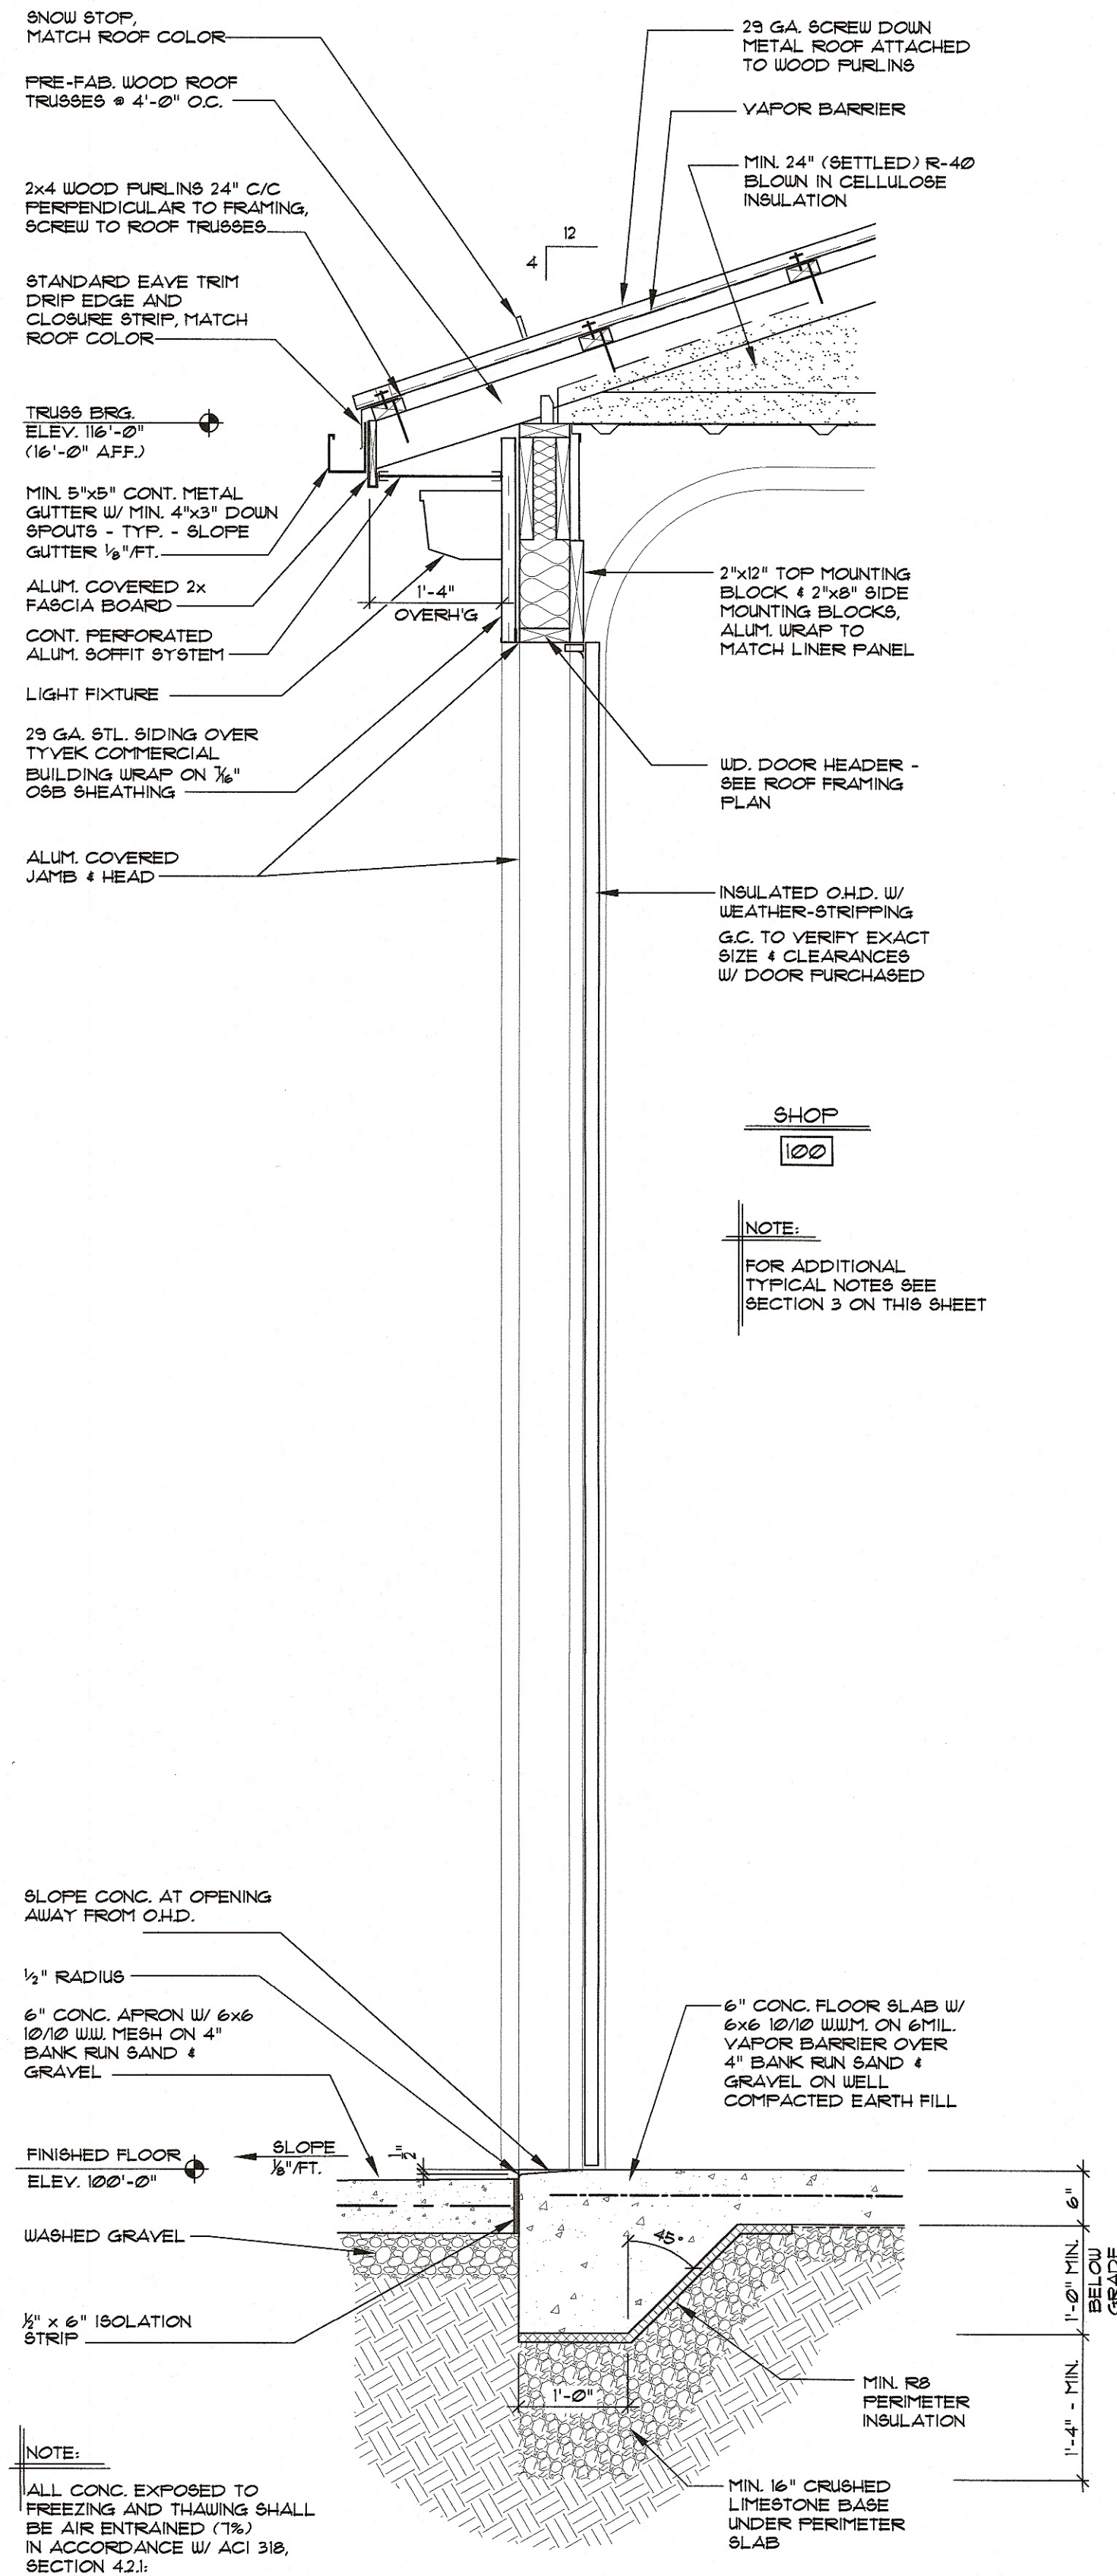 SNOW STOP,
MATCH ROOF COLOR
PRE-FAB. WOOD ROOF
TRUSSES @ 4'-0" O.C.
2x4 WOOD PURLINS 24" C/C
PERPENDICULAR TO FRAMING,
SCREW TO ROOF TRUSSES
STANDARD EAVE TRIM
DRIP EDGE AND
CLOSURE STRIP, MATCH
ROOF COLOR
TRUSS BRG.
ELEV. 116'-0"
(16'-0" A.F.F.)
MIN. 5"x5" CONT. METAL
GUTTER W/ MIN. 4"x3" DOWN
SPOUTS - TYP. - SLOPE
GUTTER 1/8"/FT.
ALUM. COVERED 2x
FASCIA BOARD
CONT. PERFORATED
ALUM. SOFFIT SYSTEM
LIGHT FIXTURE
29 GA. STL. SIDING OVER
TYVEK COMMERCIAL
BUILDING WRAP ON 7/16"
OSB SHEATHING
ALUM. COVERED
JAMB & HEAD
29 GA. SCREW DOWN
METAL ROOF ATTACHED
TO WOOD PURLINS
VAPOR BARRIER
MIN. 24" (SETTLED) R-40
BLOWN IN CELLULOSE
INSULATION
12
4
1'-4"
OVERH'G
2"x12" TOP MOUNTING
BLOCK & 2"x8" SIDE
MOUNTING BLOCKS,
ALUM. WRAP TO
MATCH LINER PANEL
WD. DOOR HEADER -
SEE ROOF FRAMING
PLAN
INSULATED O.H.D. W/
WEATHER-STRIPPING
G.C. TO VERIFY EXACT
SIZE & CLEARANCES
W/ DOOR PURCHASED
SHOP
100
NOTE:
FOR ADDITIONAL
TYPICAL NOTES SEE
SECTION 3 ON THIS SHEET
SLOPE CONC. AT OPENING
AWAY FROM O.H.D.
1/2" RADIUS
6" CONC. APRON W/ 6x6
10/10 W.W. MESH ON 4"
BANK RUN SAND &
GRAVEL
FINISHED FLOOR
ELEV. 100'-0"
SLOPE
1/8"/FT.
1/2"
WASHED GRAVEL
1/2" x 6" ISOLATION
STRIP
6" CONC. FLOOR SLAB W/
6x6 10/10 W.W.M. ON 6MIL.
VAPOR BARRIER OVER
4" BANK RUN SAND &
GRAVEL ON WELL
COMPACTED EARTH FILL
45°
1'-0"
6"
1'-0" MIN.
BELOW
GRADE
1'-4" - MIN.
MIN. R8
PERIMETER
INSULATION
MIN. 16" CRUSHED
LIMESTONE BASE
UNDER PERIMETER
SLAB
NOTE:
ALL CONC. EXPOSED TO
FREEZING AND THAWING SHALL
BE AIR ENTRAINED (7%)
IN ACCORDANCE W/ ACI 318,
SECTION 4.2.1: